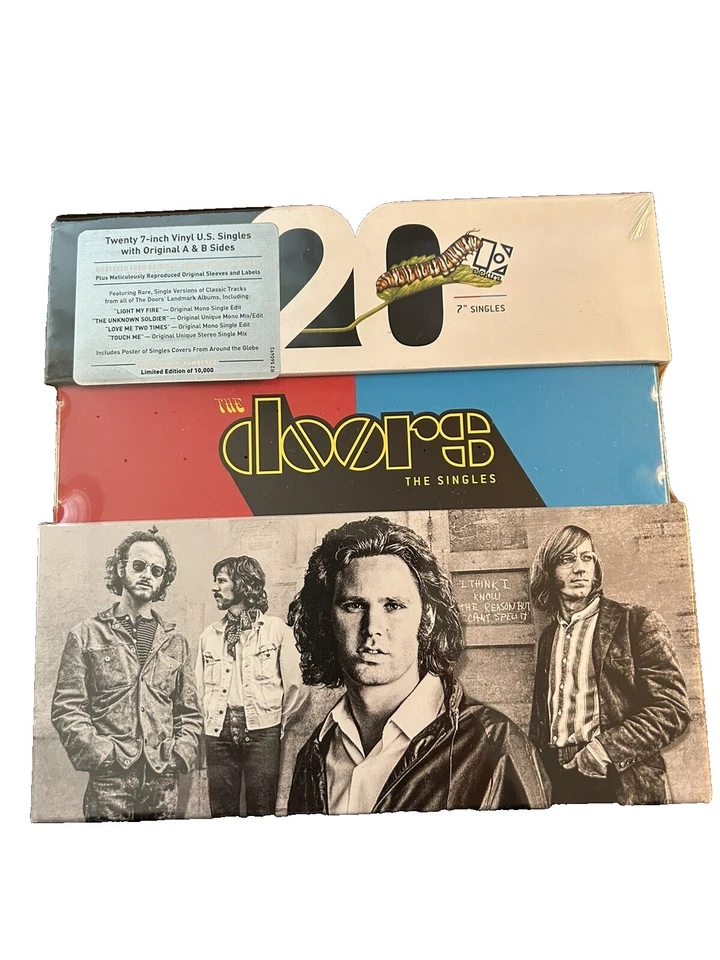 Twenty 7-inch Vinyl U.S. Singles
with Original A & B Sides
Plus Meticulously Reproduced Original Sleeves and Labels
Featuring Rare, Single Versions of Classic Tracks
from all of The Doors' Landmark Albums, Including:
"LIGHT MY FIRE" — Original Mono Single Edit
"THE UNKNOWN SOLDIER" — Original Unique Mono Mix/Edit
"LOVE ME TWO TIMES" — Original Mono Single Edit
"TOUCH ME" — Original Unique Stereo Single Mix
Includes Poster of Singles Covers From Around the Globe
Limited Edition of 10,000
R2 560493
20
7" SINGLES
THE
doors
THE SINGLES
"I THINK I
KNOW
THE REASON BUT
CAN'T SPELL IT"